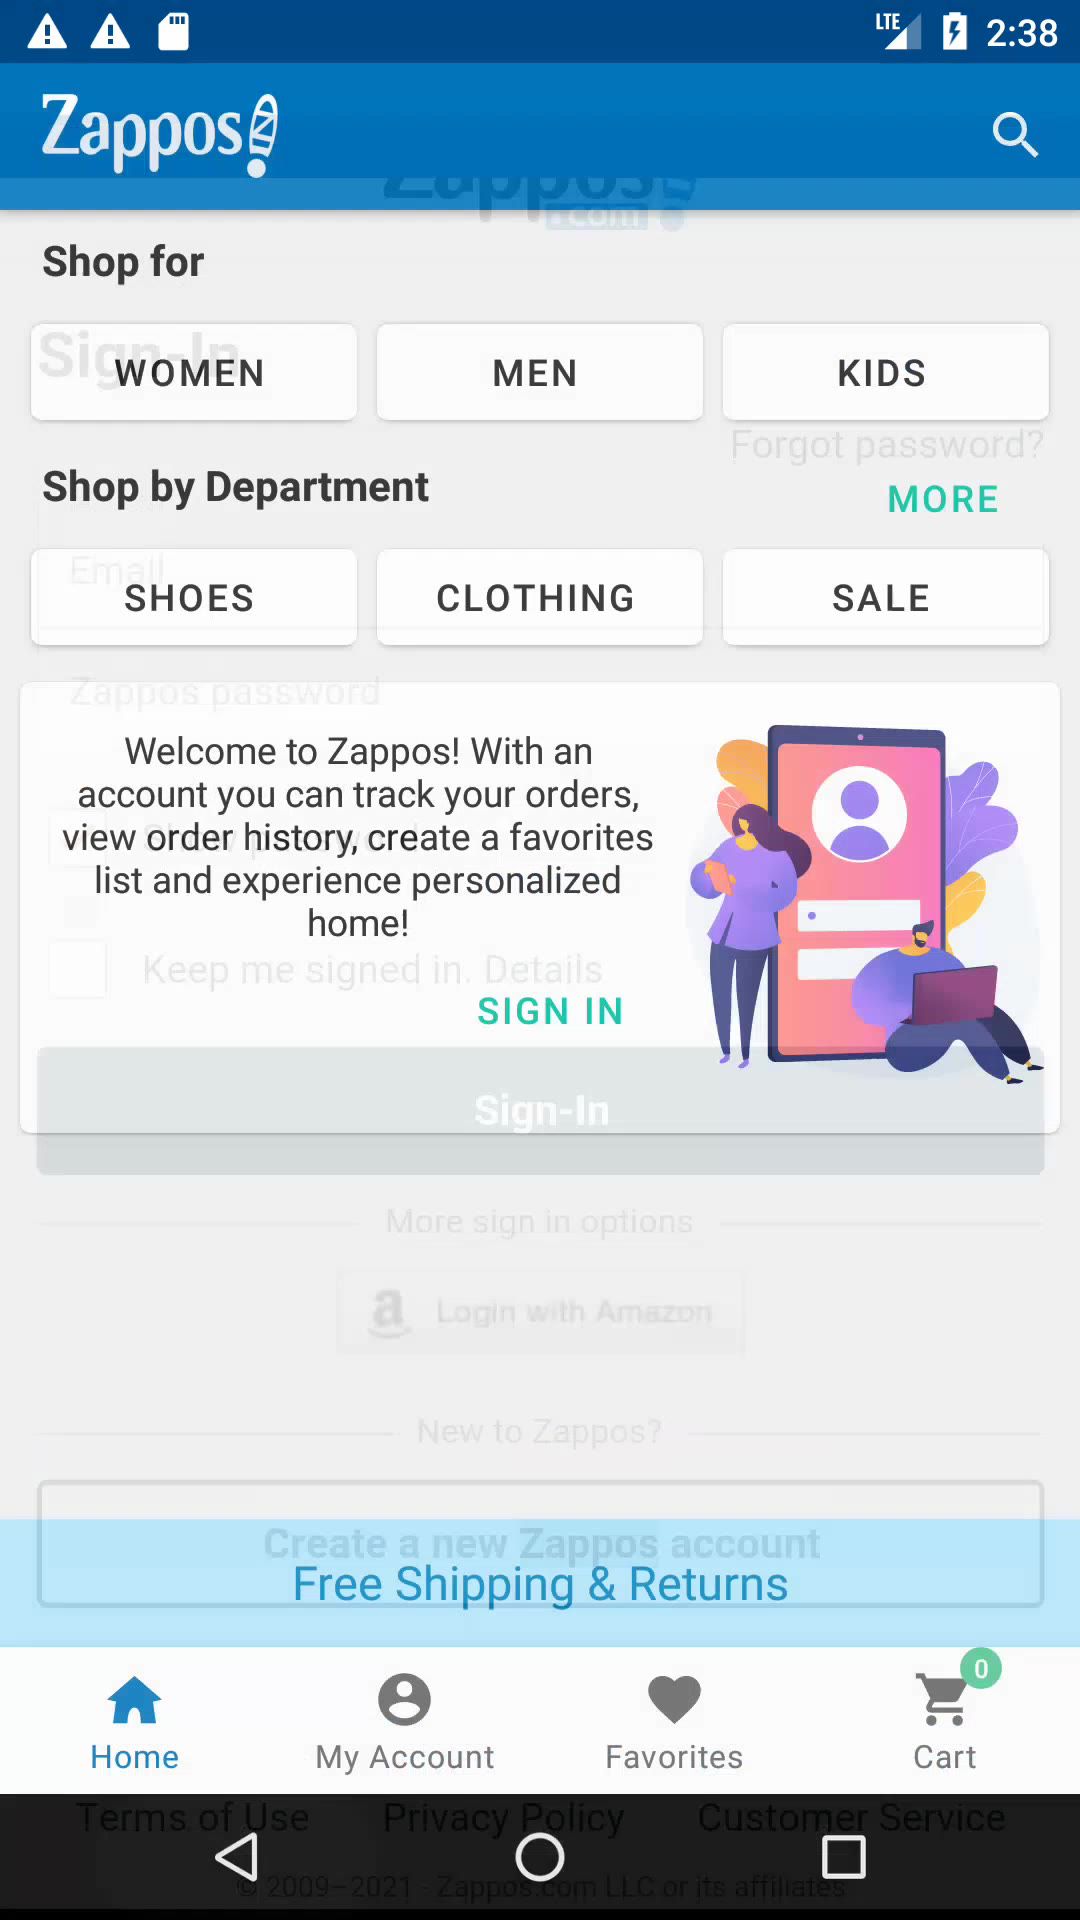 LTE 2:38
Zappos
Zappos
.com
Shop for
Sign-In
WOMEN MEN KIDS
Forgot password?
Shop by Department
MORE
Email
SHOES CLOTHING SALE
Zappos password
Welcome to Zappos! With an
account you can track your orders,
view order history, create a favorites
list and experience personalized
home!
Show password
Keep me signed in. Details
SIGN IN
Sign-In
More sign in options
a Login with Amazon
New to Zappos?
Create a new Zappos account
Free Shipping & Returns
0
Home My Account Favorites Cart
Terms of Use Privacy Policy Customer Service
© 2009–2021 - Zappos.com LLC or its affiliates